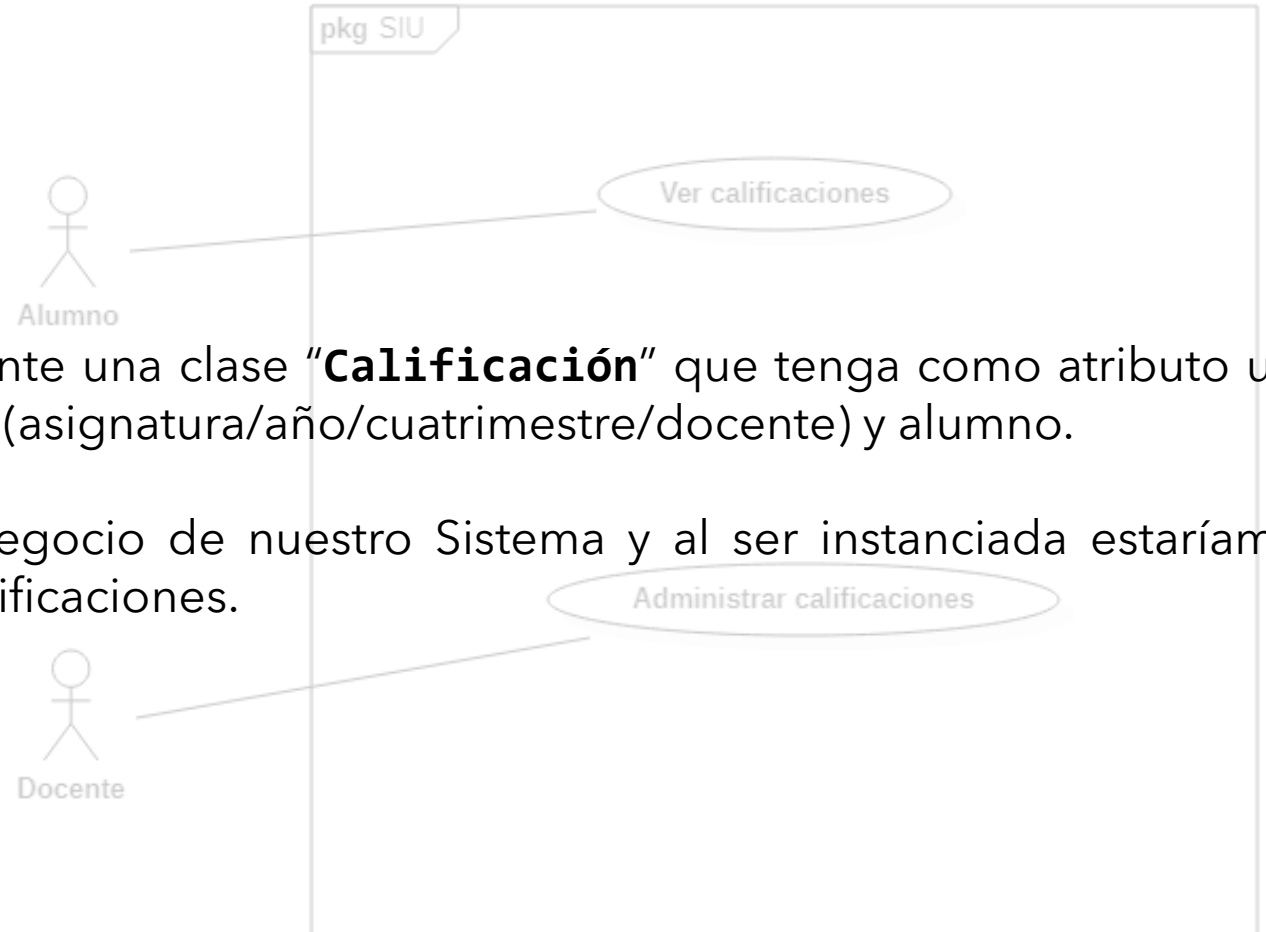 pkg SIU
Ver calificaciones
Alumno
nte una clase “Calificación” que tenga como atributo u
(asignatura/año/cuatrimestre/docente) y alumno.
egocio de nuestro Sistema y al ser instanciada estaríam
ificaciones.
Administrar calificaciones
Docente